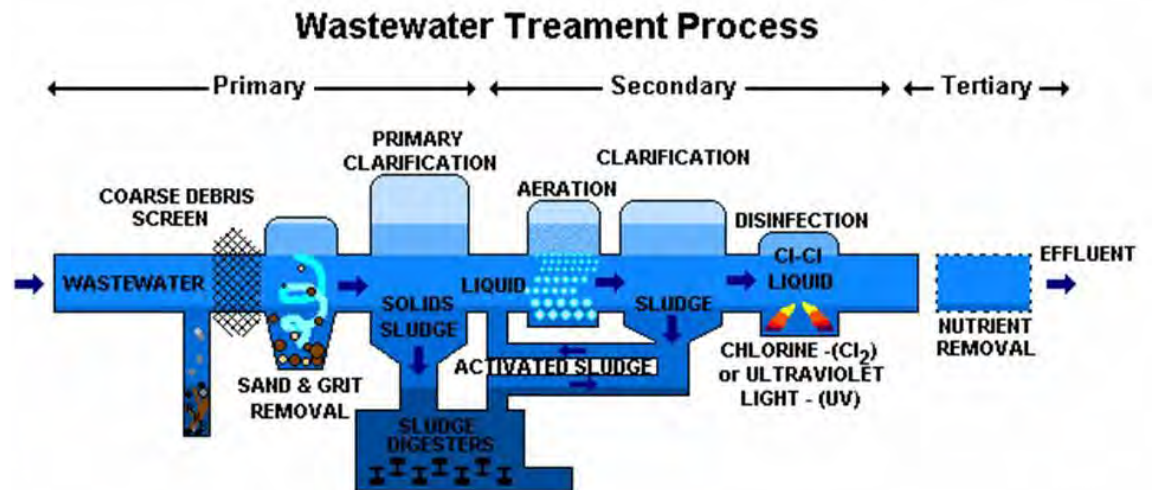 Wastewater Treament Process
Primary
Secondary
Tertiary
COARSE DEBRIS
SCREEN
PRIMARY
CLARIFICATION
AERATION
CLARIFICATION
DISINFECTION
EFFLUENT
WASTEWATER
SOLIDS
SLUDGE
LIQUID
SLUDGE
Cl-Cl
LIQUID
SAND & GRIT
REMOVAL
ACTIVATED SLUDGE
CHLORINE -(Cl₂)
or ULTRAVIOLET
LIGHT - (UV)
NUTRIENT
REMOVAL
SLUDGE
DIGESTERS